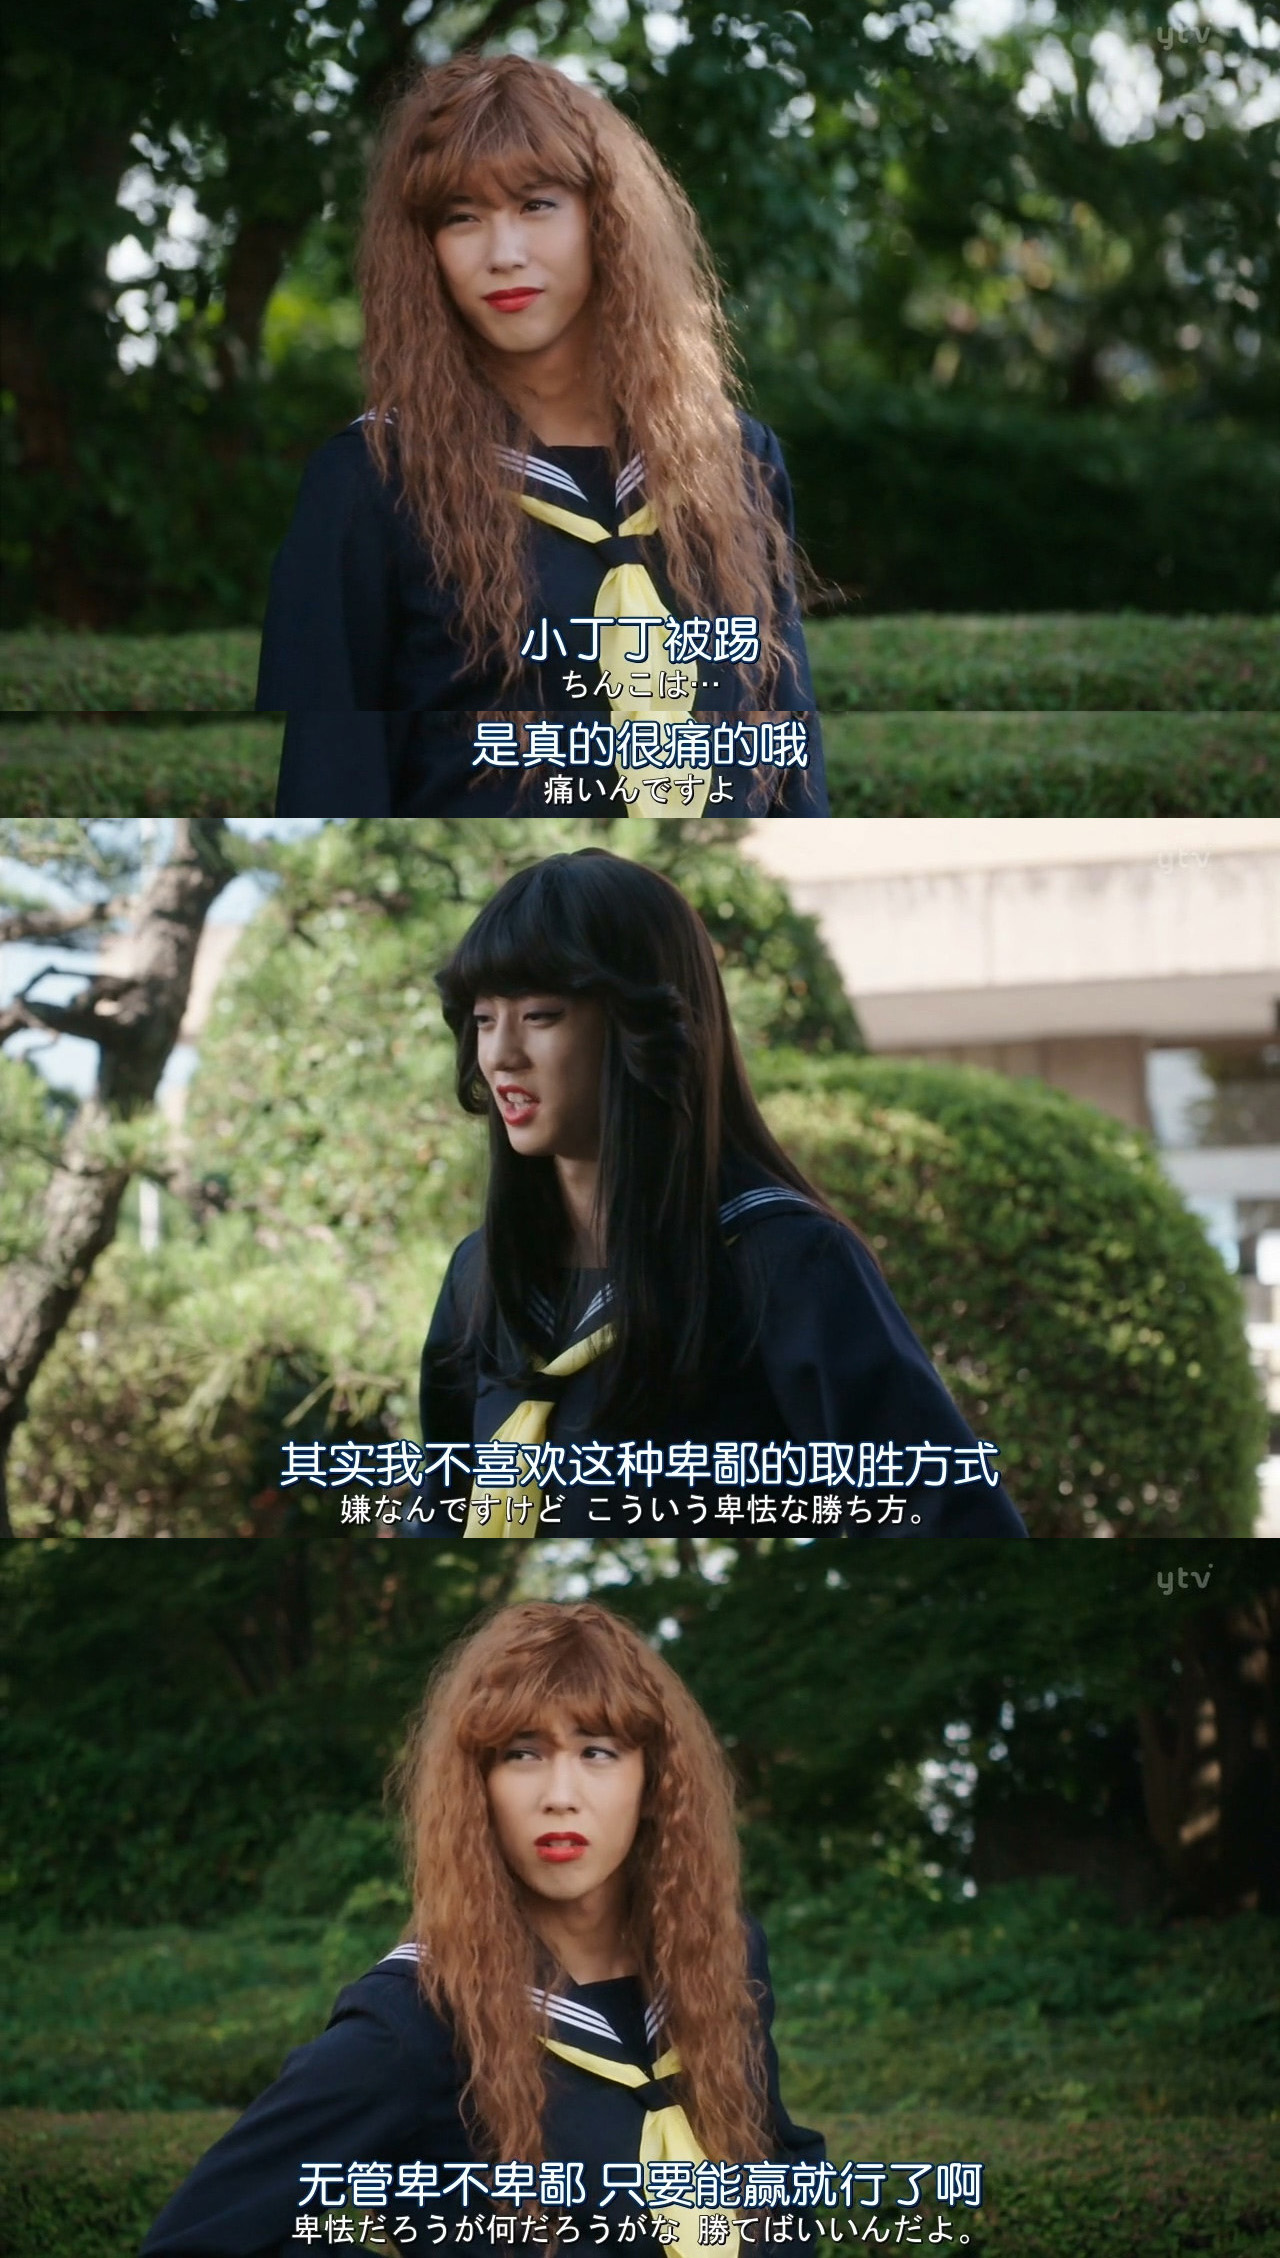 ytv
小丁丁被踢
ちんこは…
是真的很痛的哦
痛いんですよ
ytv
其实我不喜欢这种卑鄙的取胜方式
嫌なんですけど こういう卑怯な勝ち方。
ytv
无管卑不卑鄙 只要能赢就行了啊
卑怯だろうが何だろうがな 勝てばいいんだよ。